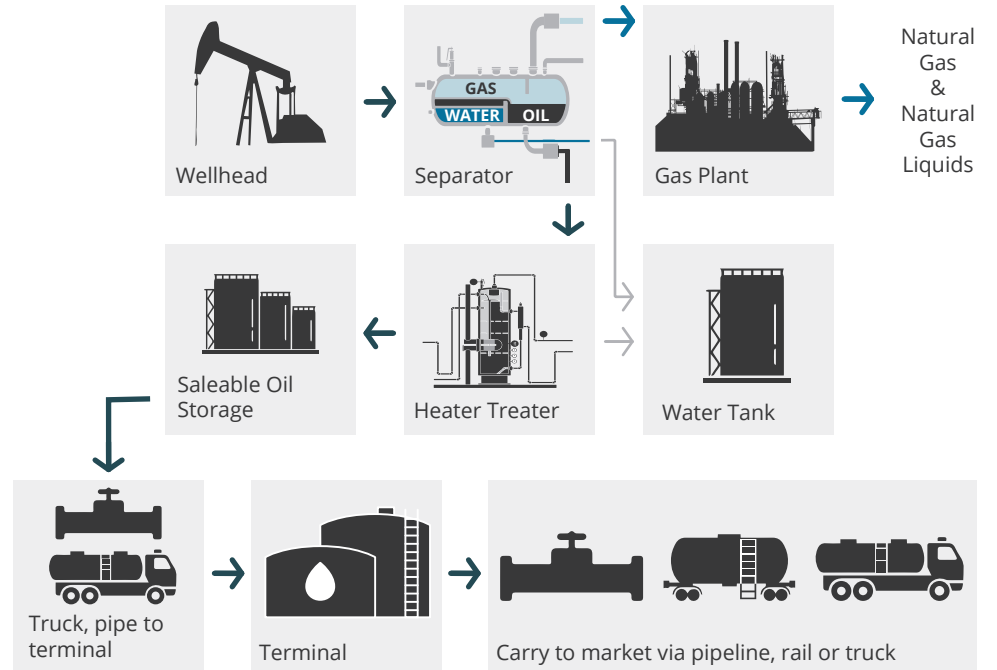 GAS
WATER
OIL
Wellhead
Separator
Gas Plant
Natural
Gas
&
Natural
Gas
Liquids
Saleable Oil
Storage
Heater Treater
Water Tank
Truck, pipe to
terminal
Terminal
Carry to market via pipeline, rail or truck